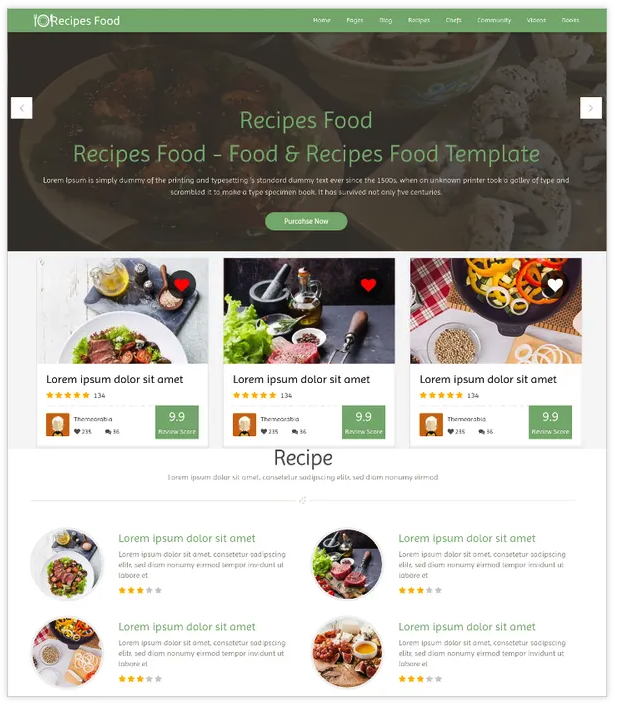 Recipes Food
Home Pages Blog Recipes Chefs Community Videos Books
Recipes Food
Recipes Food - Food & Recipes Food Template
Lorem Ipsum is simply dummy of the printing and typesetting 's standard dummy text ever since the 1500s, when an unknown printer took a galley of type and
scrambled it to make a type specimen book. It has survived not only five centuries.
Purcahse Now
Lorem ipsum dolor sit amet
134
Themearabia
235 36
9.9
Review Score
Lorem ipsum dolor sit amet
134
Themearabia
235 36
9.9
Review Score
Lorem ipsum dolor sit amet
134
Themearabia
235 36
9.9
Review Score
Recipe
Lorem ipsum dolor sit amet, consetetur sadipscing elitr, sed diam nonumy eirmod
Lorem ipsum dolor sit amet
Lorem ipsum dolor sit amet, consetetur sadipscing
elitr, sed diam nonumy eirmod tempor invidunt ut
labore et
Lorem ipsum dolor sit amet
Lorem ipsum dolor sit amet, consetetur sadipscing
elitr, sed diam nonumy eirmod tempor invidunt ut
labore et
Lorem ipsum dolor sit amet
Lorem ipsum dolor sit amet, consetetur sadipscing
elitr, sed diam nonumy eirmod tempor invidunt ut
labore et
Lorem ipsum dolor sit amet
Lorem ipsum dolor sit amet, consetetur sadipscing
elitr, sed diam nonumy eirmod tempor invidunt ut
labore et